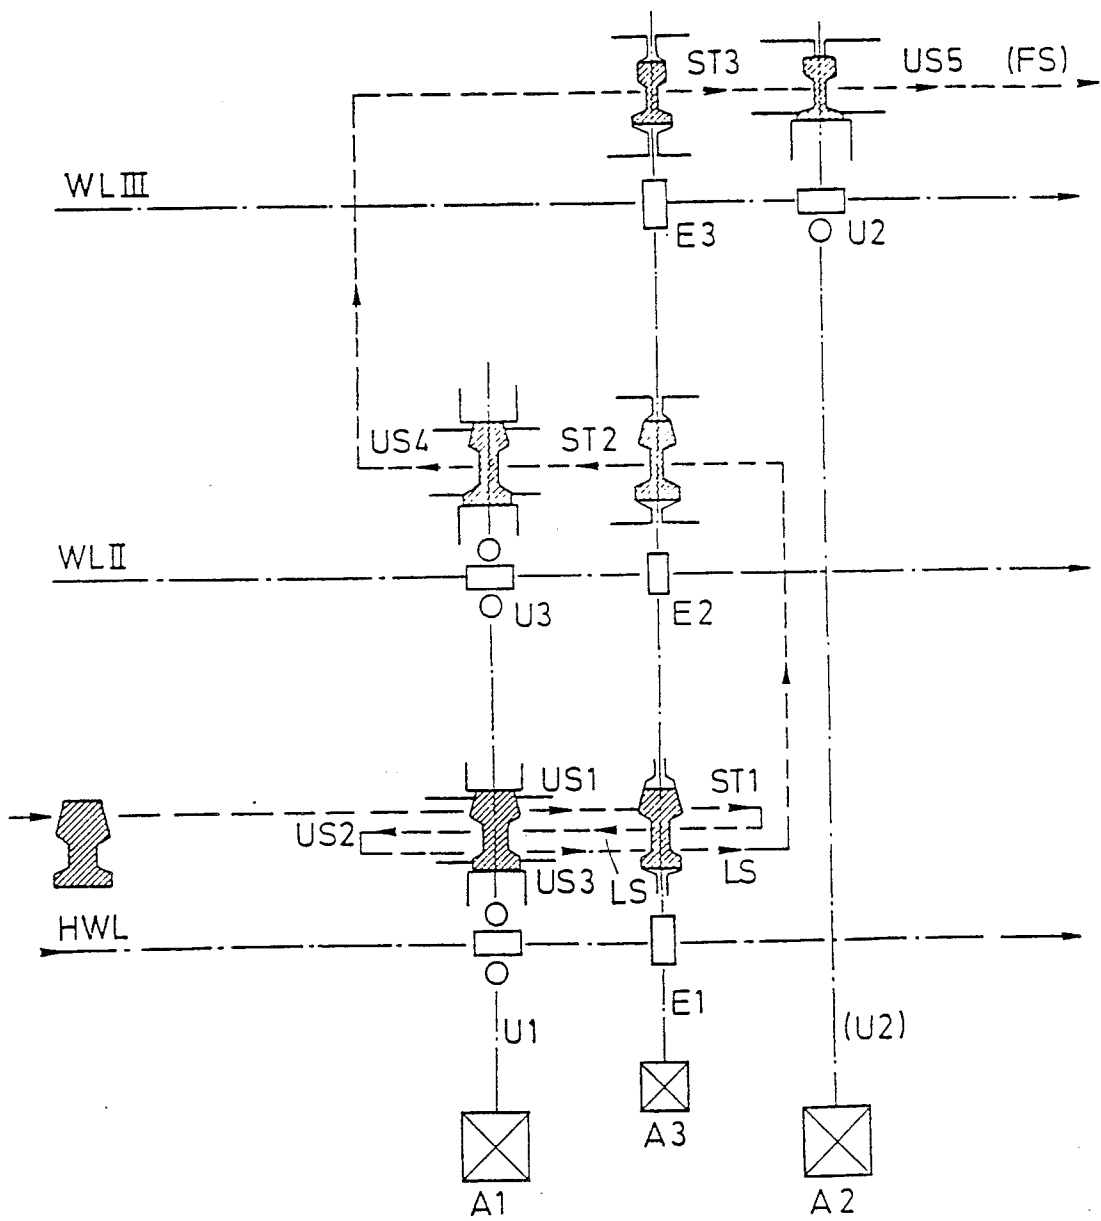 ST3
US5
(FS)
WL III
E3
U2
US4
ST2
WL II
U3
E2
US1
ST1
US2
US3
LS
LS
HWL
E1
U1
(U2)
A3
A1
A2